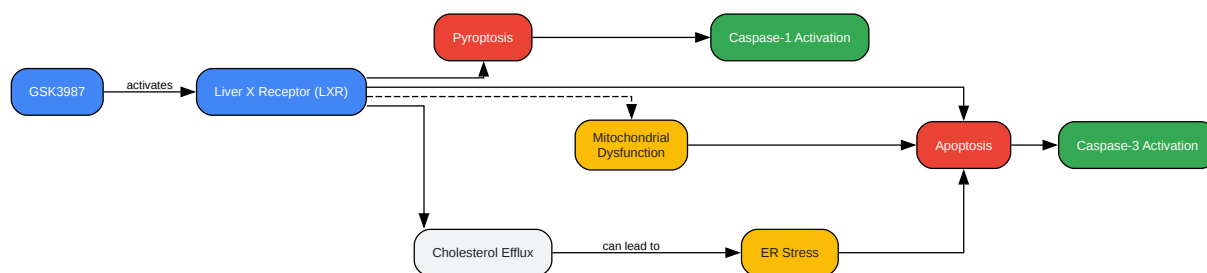 Pyroptosis
Caspase-1 Activation
GSK3987
activates
Liver X Receptor (LXR)
Mitochondrial
Dysfunction
Apoptosis
Caspase-3 Activation
Cholesterol Efflux
can lead to
ER Stress